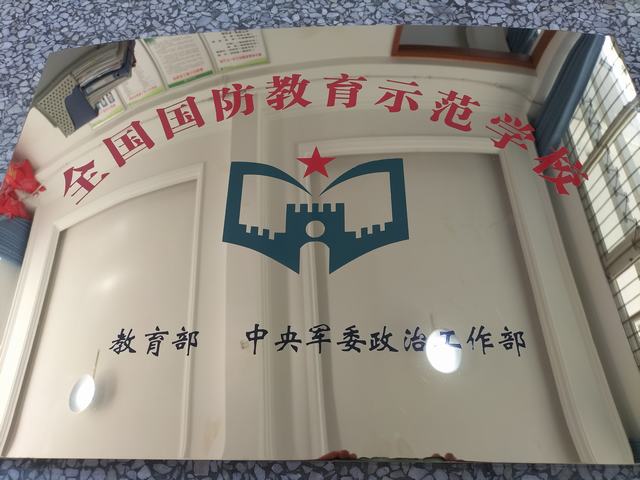 全国国防教育示范学校
教育部 中央军委政治工作部